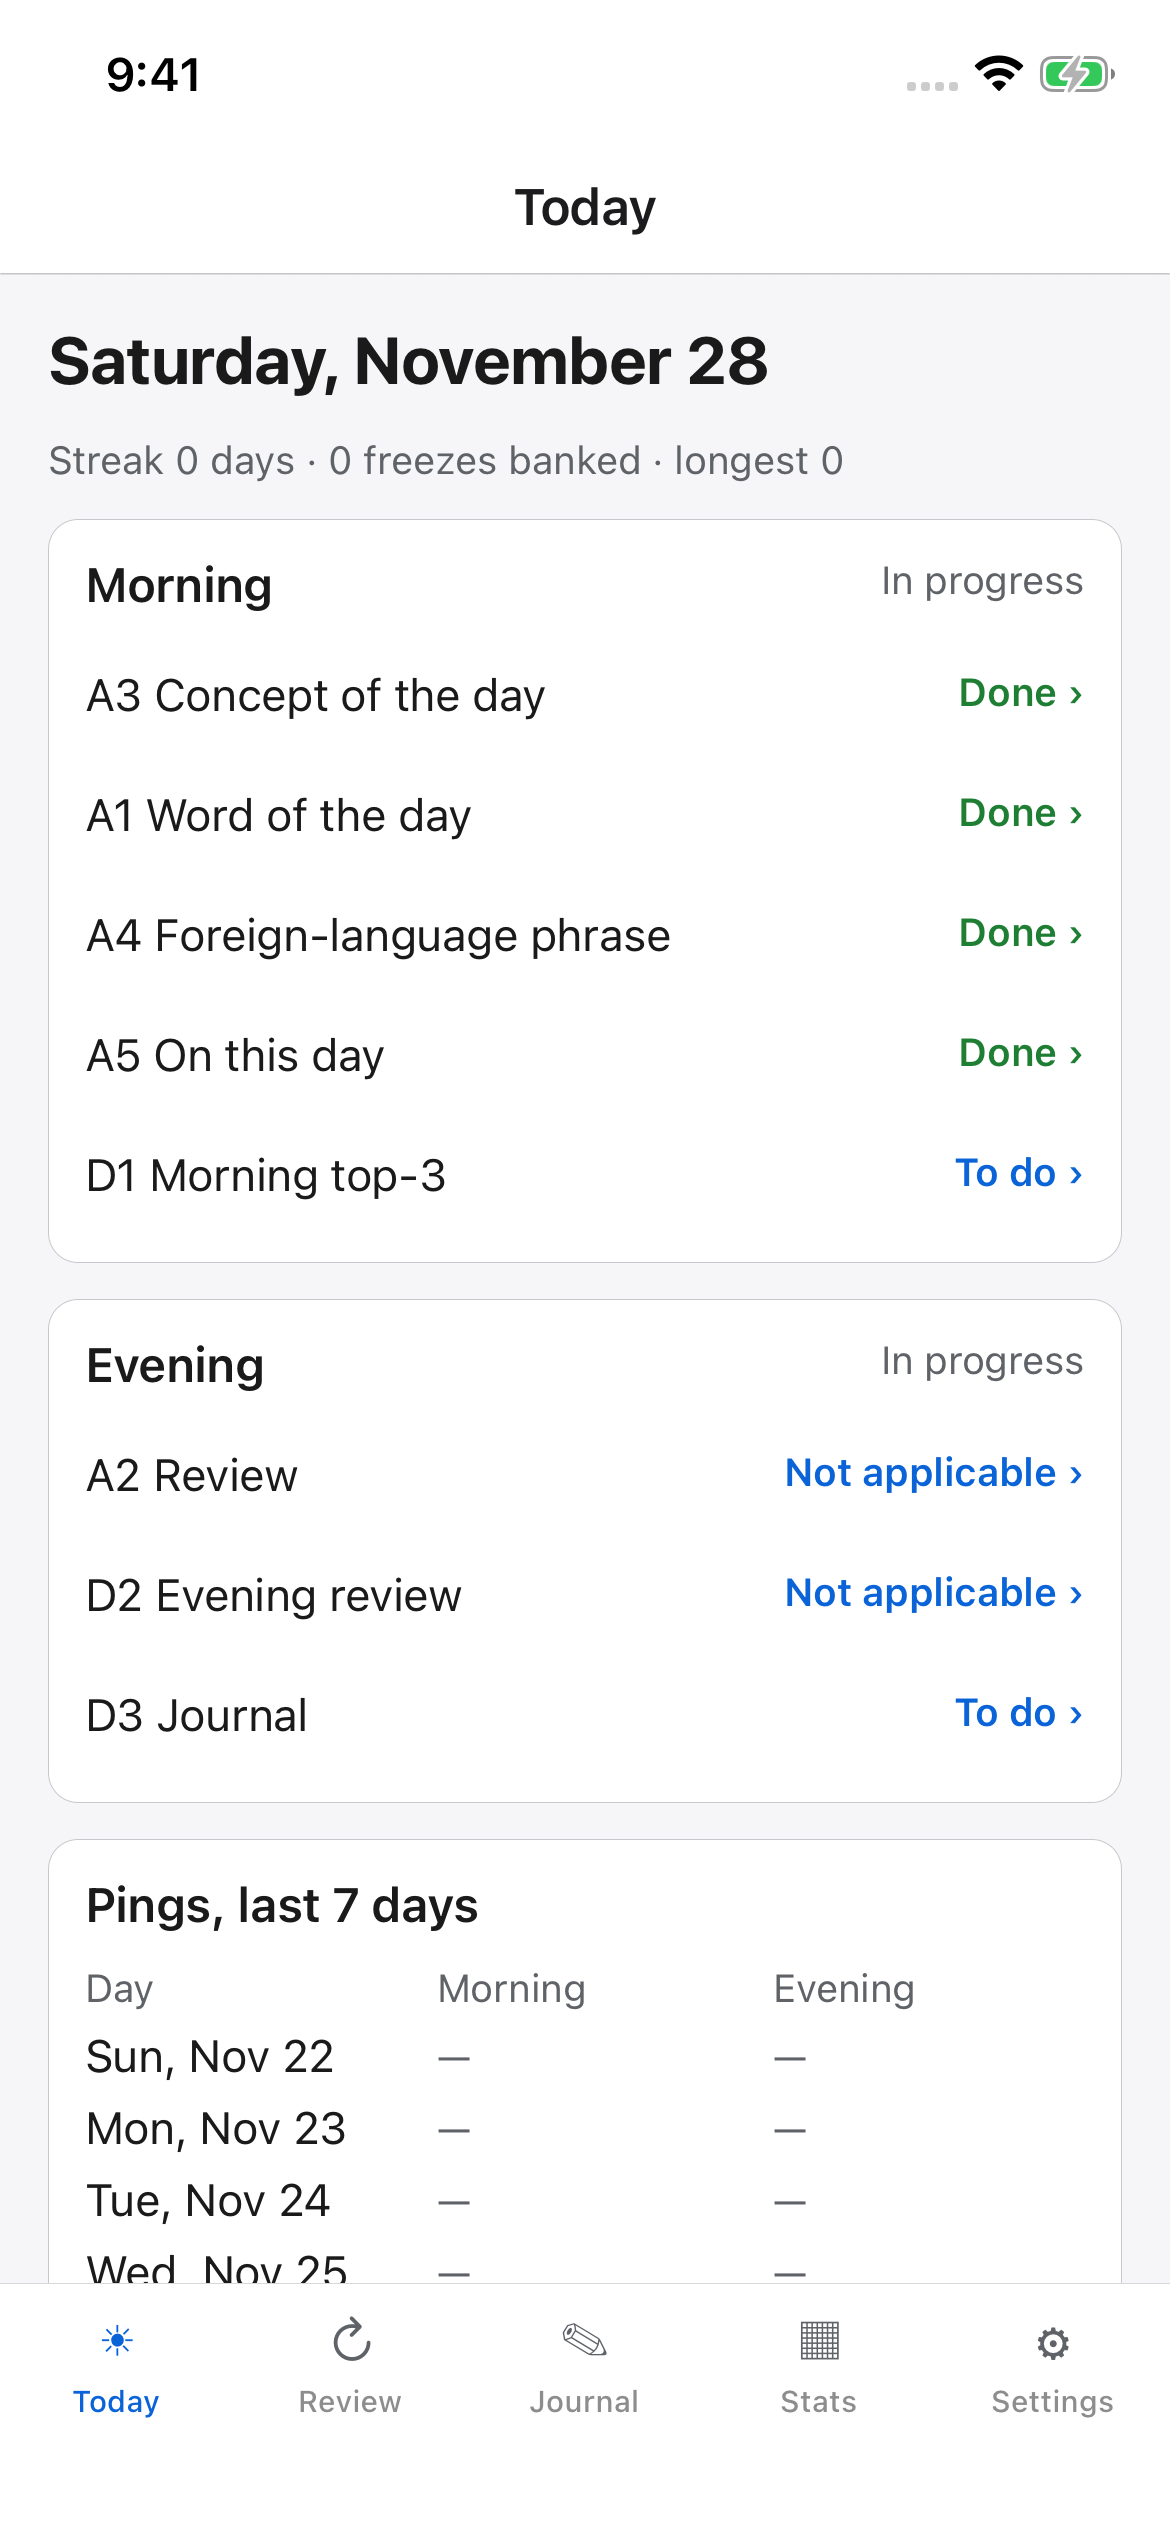 9:41
Today
Saturday, November 28
Streak 0 days · 0 freezes banked · longest 0
Morning In progress
A3 Concept of the day Done ›
A1 Word of the day Done ›
A4 Foreign-language phrase Done ›
A5 On this day Done ›
D1 Morning top-3 To do ›
Evening In progress
A2 Review Not applicable ›
D2 Evening review Not applicable ›
D3 Journal To do ›
Pings, last 7 days
Day Morning Evening
Sun, Nov 22 — —
Mon, Nov 23 — —
Tue, Nov 24 — —
Wed, Nov 25 — —
Today Review Journal Stats Settings